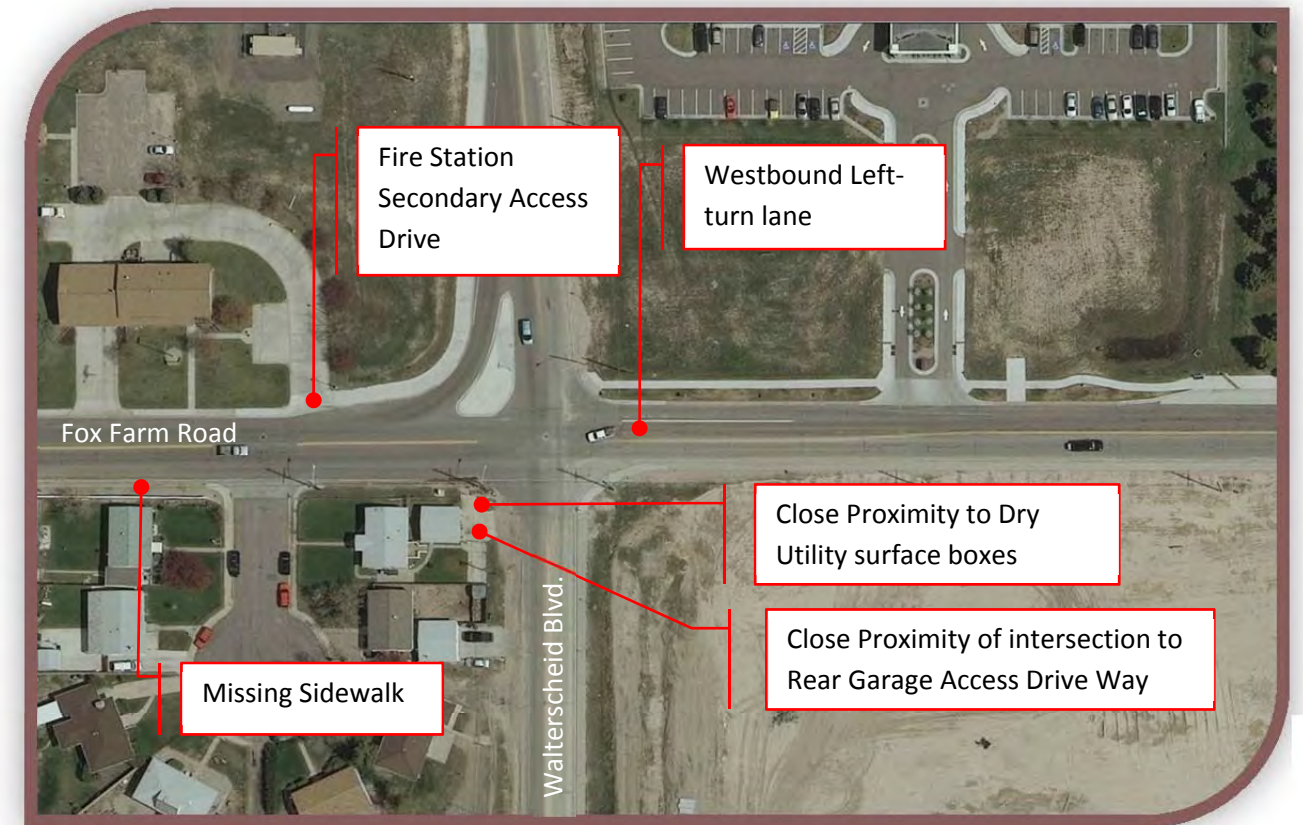 Fire Station
Secondary Access
Drive
Westbound Left-
turn lane
Fox Farm Road
Close Proximity to Dry
Utility surface boxes
Close Proximity of intersection to
Rear Garage Access Drive Way
Missing Sidewalk
Walterscheid Blvd.